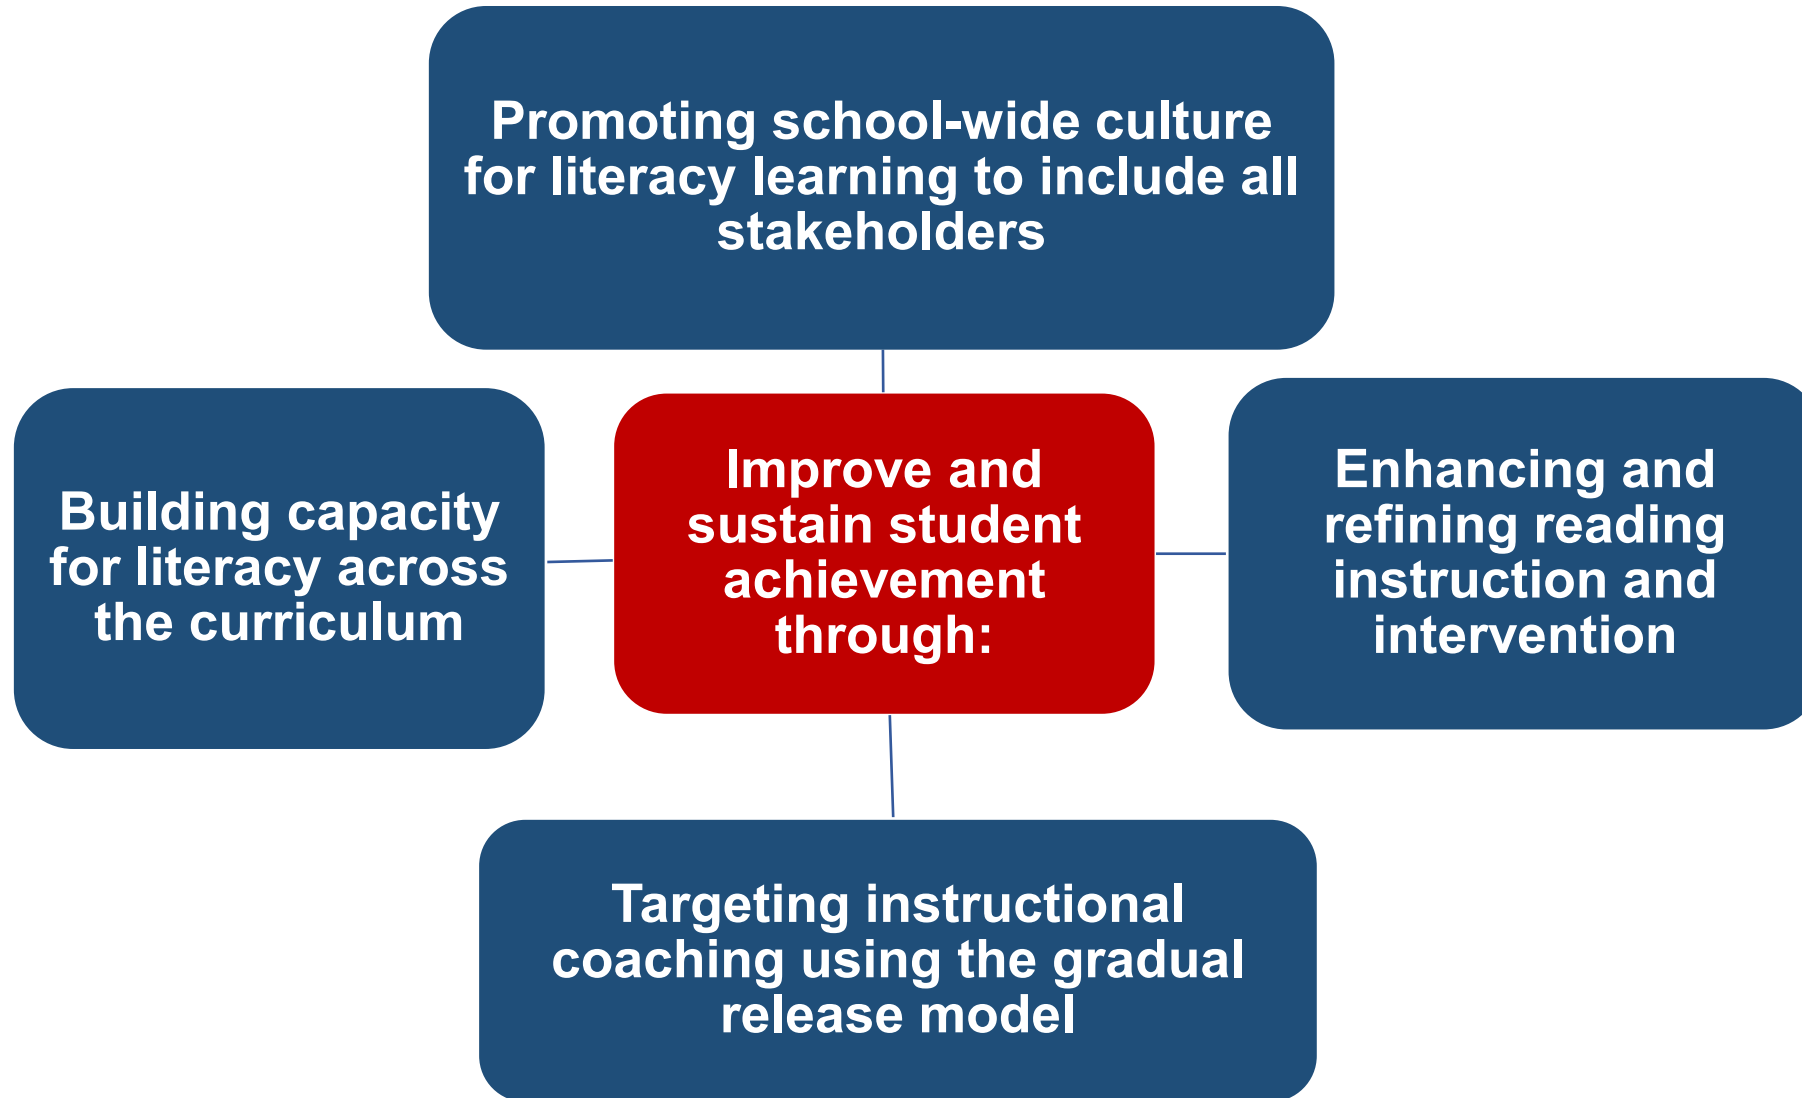 Promoting school-wide culture
for literacy learning to include all
stakeholders
Building capacity
for literacy across
the curriculum
Improve and
sustain student
achievement
through:
Enhancing and
refining reading
instruction and
intervention
Targeting instructional
coaching using the gradual
release model